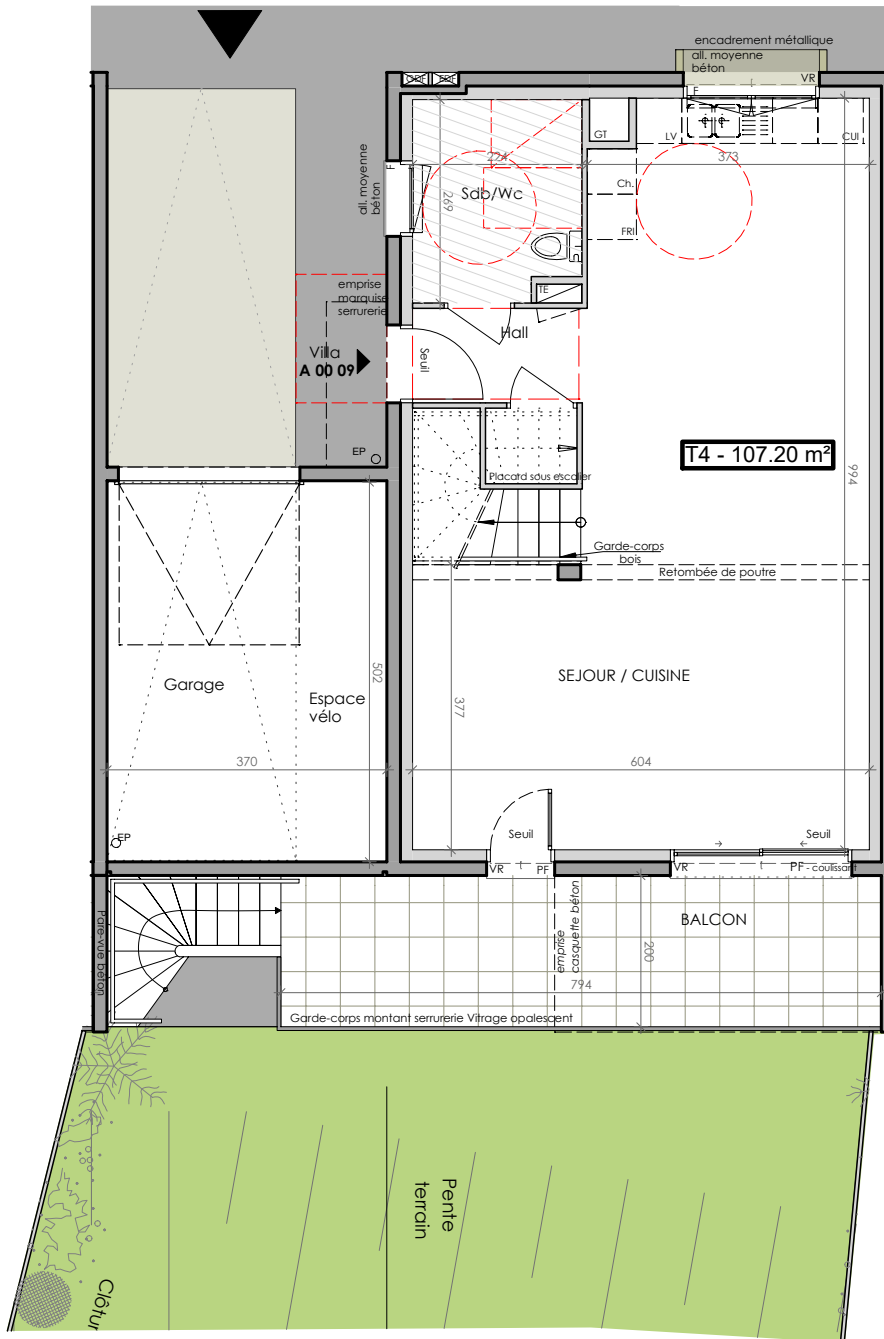 encadrement métallique
all. moyenne
béton
VR
F
GDF
EDF
GT
LV
CUI
224
373
all. moyenne
béton
F
269
Sdb/Wc
Ch.
FRI
TE
emprise
marquise
serrurerie
Hall
Villa
A 00 09
Seuil
EP
T4 - 107.20 m²
994
Placard sous escalier
Garde-corps
bois
Retombée de poutre
Garage
Espace
vélo
502
377
SEJOUR / CUISINE
370
604
EP
Seuil
Seuil
VR
PF
VR
PF - coulissant
Pare-vue béton
emprise
casquette béton
BALCON
200
794
Garde-corps montant serrurerie Vitrage opalescent
Pente
terrain
Clôtur